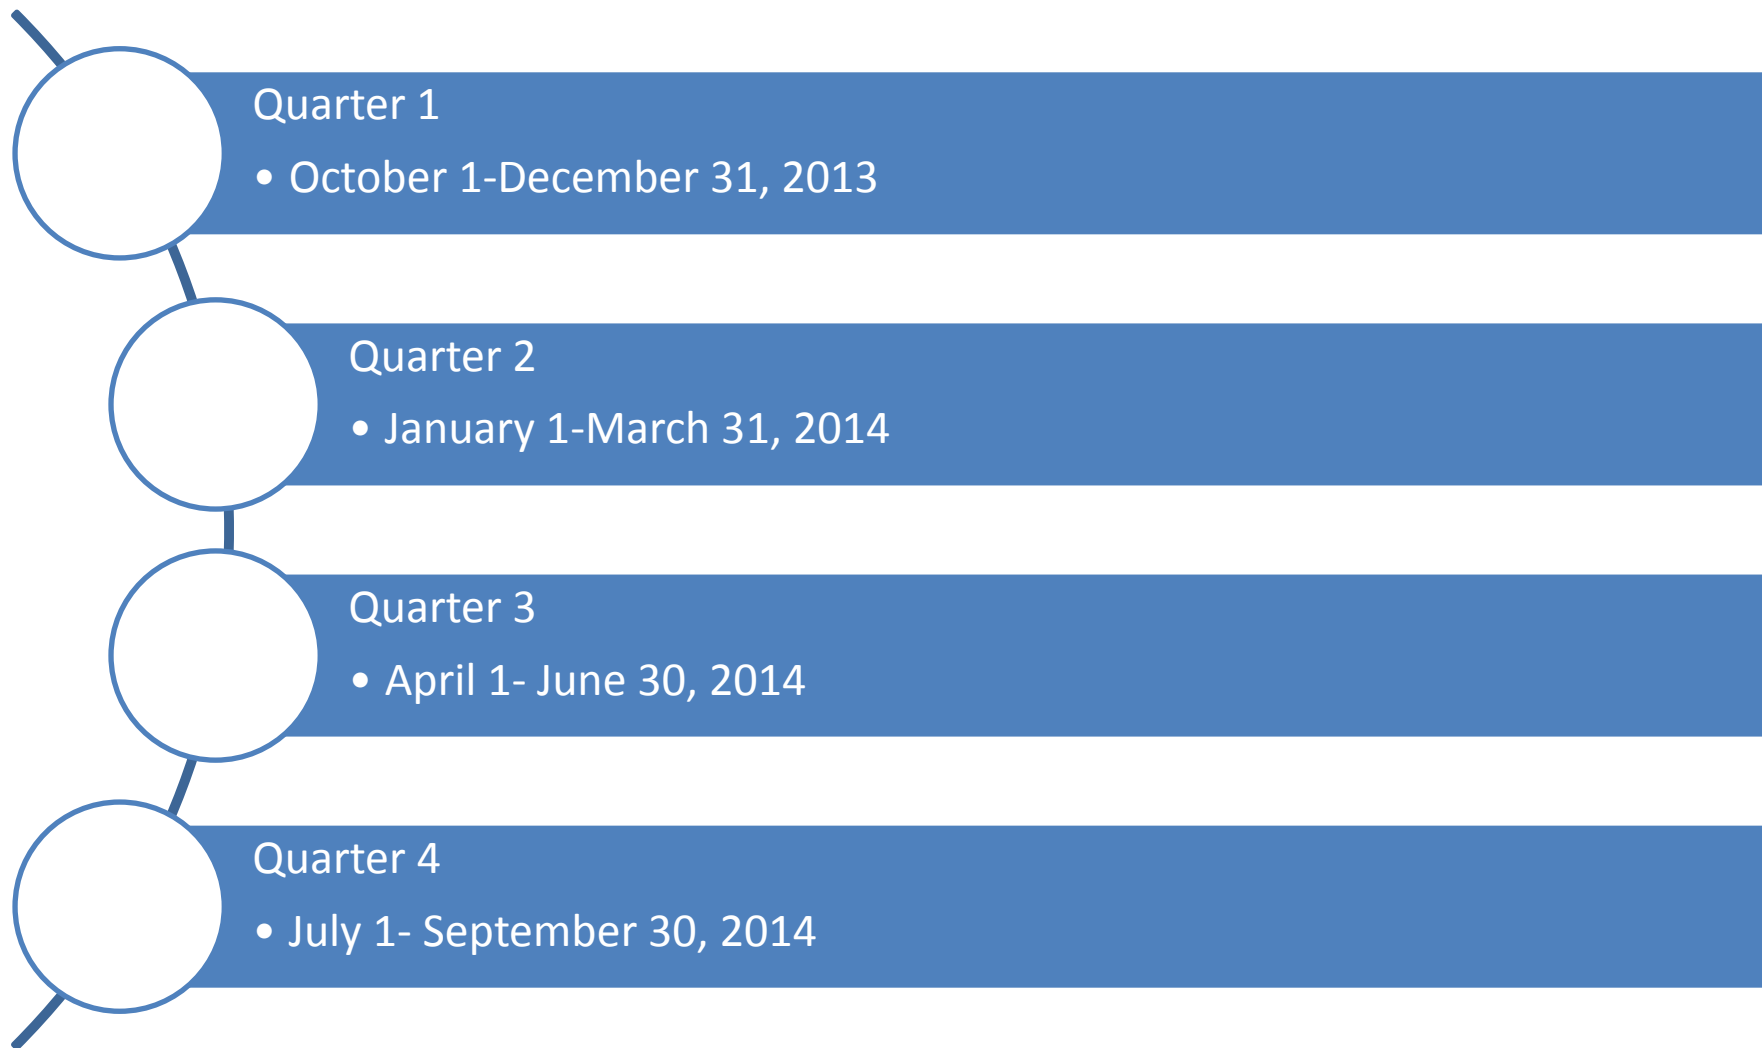 Quarter 1
• October 1-December 31, 2013
Quarter 2
• January 1-March 31, 2014
Quarter 3
• April 1- June 30, 2014
Quarter 4
• July 1- September 30, 2014